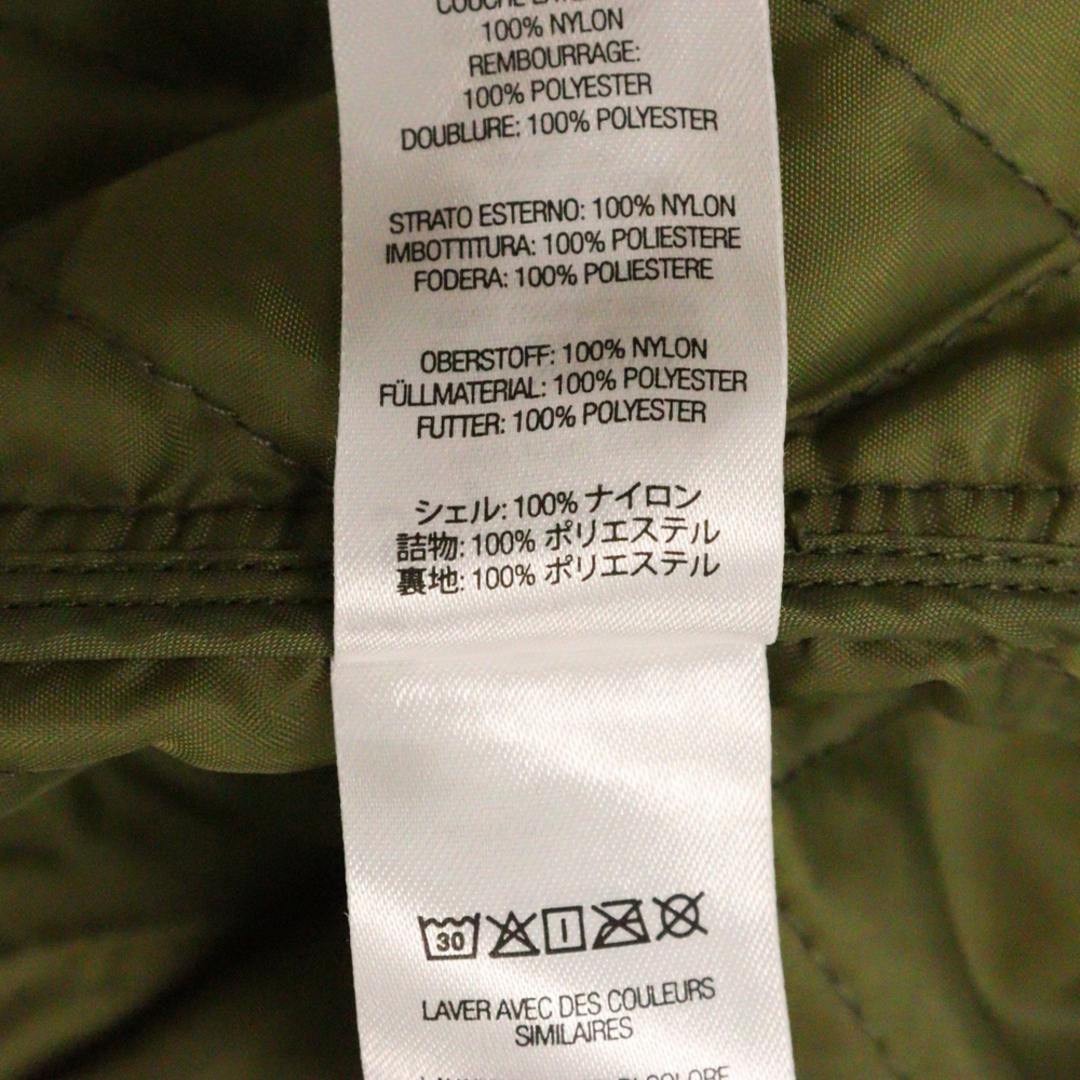 100% NYLON
REMBOURRAGE:
100% POLYESTER
DOUBLURE: 100% POLYESTER
STRATO ESTERNO: 100% NYLON
IMBOTTITURA: 100% POLIESTERE
FODERA: 100% POLIESTERE
OBERSTOFF: 100% NYLON
FÜLLMATERIAL: 100% POLYESTER
FUTTER: 100% POLYESTER
シェル: 100% ナイロン
詰物: 100% ポリエステル
裏地: 100% ポリエステル
30
LAVER AVEC DES COULEURS
SIMILAIRES